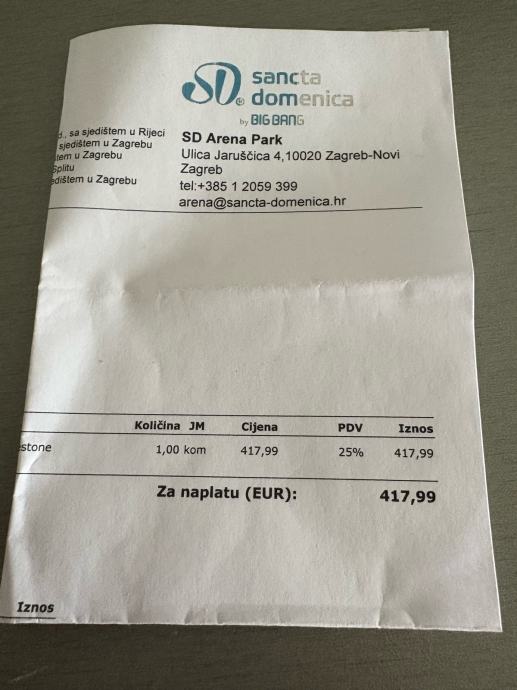 SD® sancta
domenica
by BIG BANG
d., sa sjedištem u Rijeci
sjedištem u Zagrebu
tem u Zagrebu
Splitu
edištem u Zagrebu
SD Arena Park
Ulica Jaruščica 4,10020 Zagreb-Novi
Zagreb
tel:+385 1 2059 399
arena@sancta-domenica.hr
Količina JM Cijena PDV Iznos
estone 1,00 kom 417,99 25% 417,99
Za naplatu (EUR): 417,99
Iznos